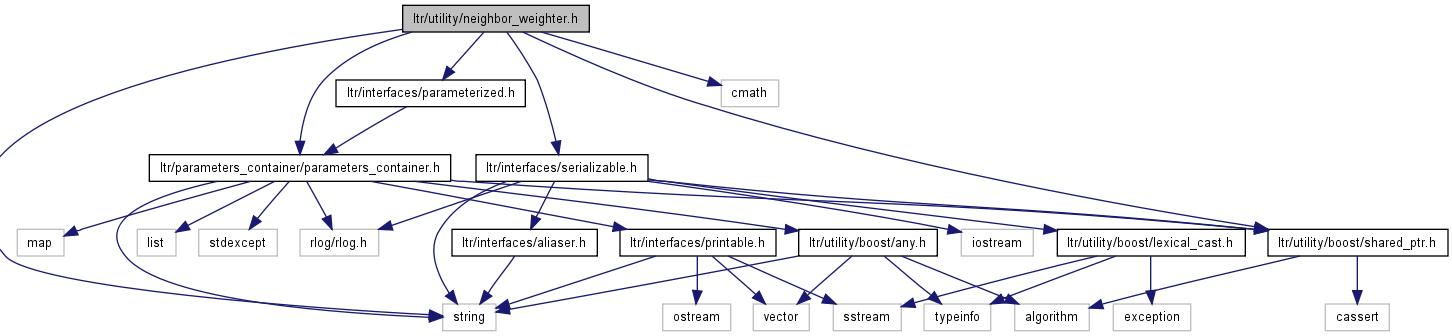 ltr/utility/neighbor_weighter.h
ltr/interfaces/parameterized.h
cmath
ltr/parameters_container/parameters_container.h
ltr/interfaces/serializable.h
map
list
stdexcept
rlog/rlog.h
ltr/interfaces/aliaser.h
ltr/interfaces/printable.h
ltr/utility/boost/any.h
iostream
ltr/utility/boost/lexical_cast.h
ltr/utility/boost/shared_ptr.h
string
ostream
vector
sstream
typeinfo
algorithm
exception
cassert